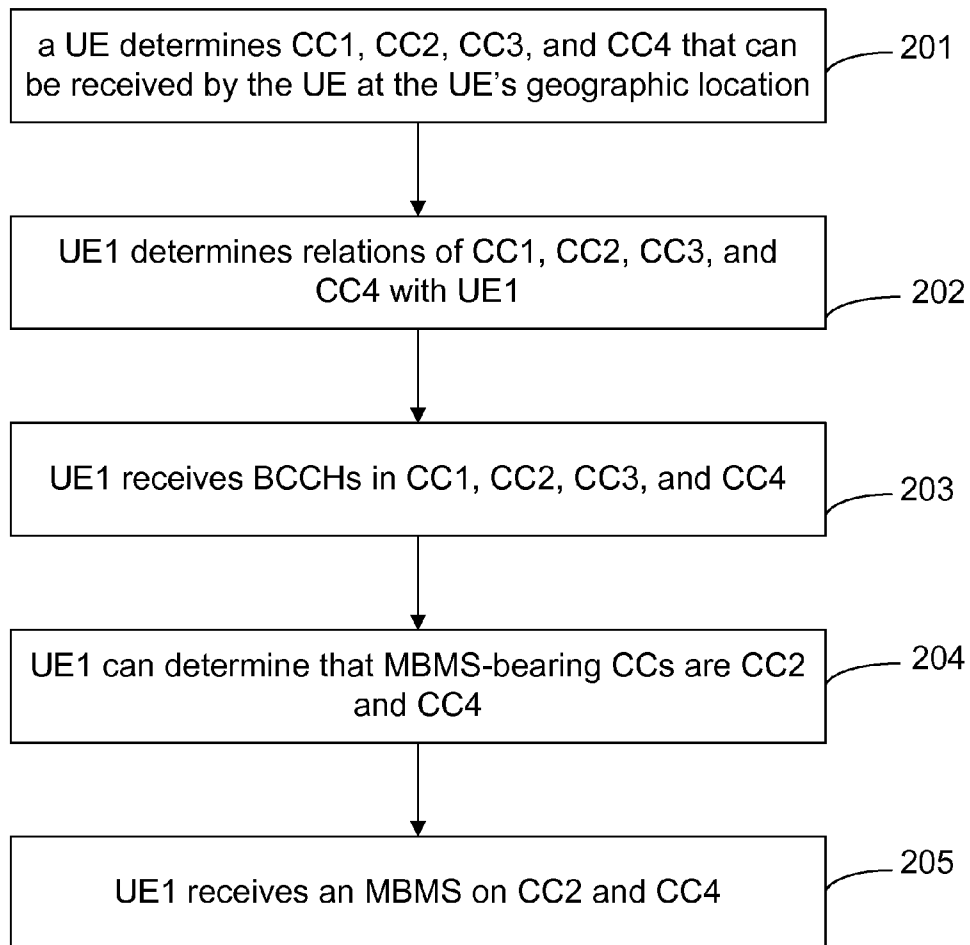 a UE determines CC1, CC2, CC3, and CC4 that can
be received by the UE at the UE's geographic location
201
UE1 determines relations of CC1, CC2, CC3, and
CC4 with UE1
202
UE1 receives BCCHs in CC1, CC2, CC3, and CC4
203
UE1 can determine that MBMS-bearing CCs are CC2
and CC4
204
UE1 receives an MBMS on CC2 and CC4
205